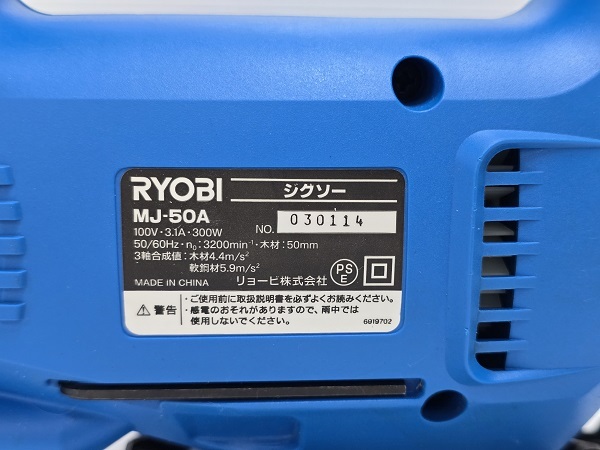 RYOBI ジグソー
MJ-50A NO. 030114
100V・3.1A・300W
50/60Hz・n₀:3200min⁻¹・木材:50mm
3軸合成値:木材4.4m/s²
軟鋼材5.9m/s² リョービ株式会社
PSE
MADE IN CHINA
⚠警告
・ご使用前に取扱説明書を必ずよくお読みください。
・感電のおそれがありますので、雨中では
使用しないでください。
6919702